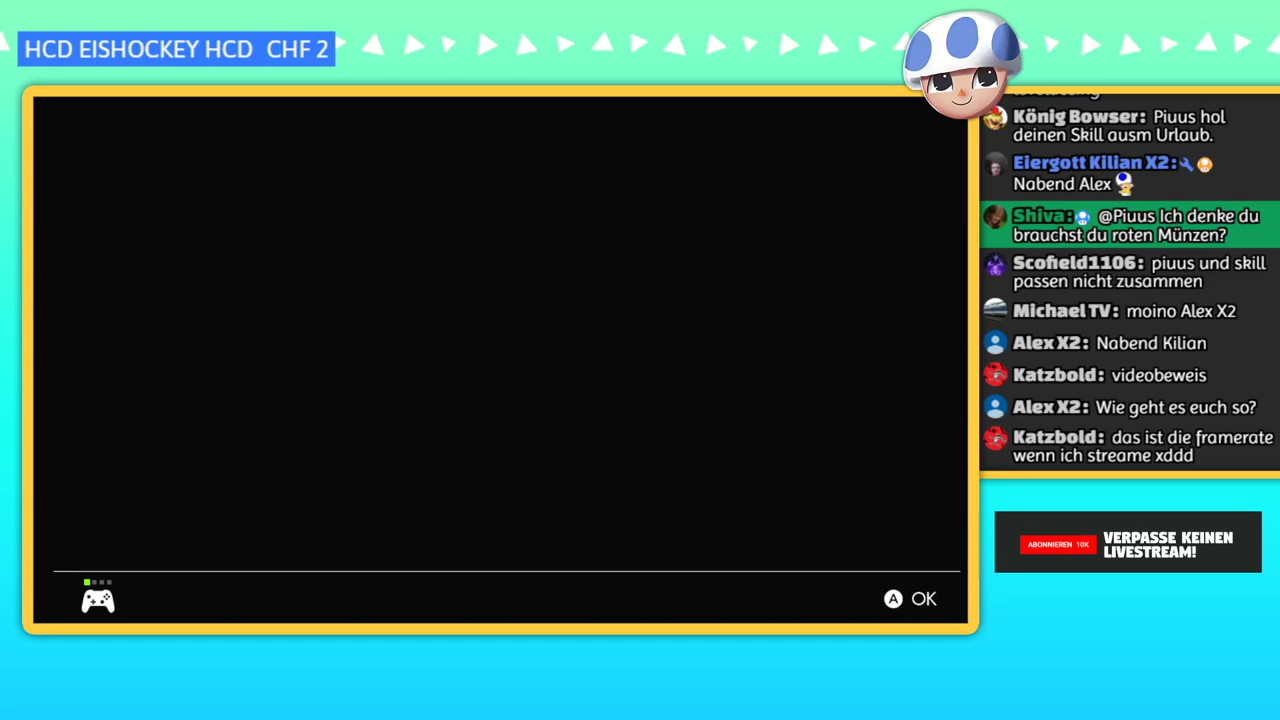 HCD EISHOCKEY HCD CHF 2
König Bowser: Piuus hol
deinen Skill ausm Urlaub.
Eiergott Kilian X2:
Nabend Alex
Shiva: @Piuus Ich denke du
brauchst du roten Münzen?
Scofield1106: piuus und skill
passen nicht zusammen
Michael TV: moino Alex X2
Alex X2: Nabend Kilian
Katzbold: videobeweis
Alex X2: Wie geht es euch so?
Katzbold: das ist die framerate
wenn ich streame xddd
ABONNIEREN 10K
VERPASSE KEINEN
LIVESTREAM!
A OK